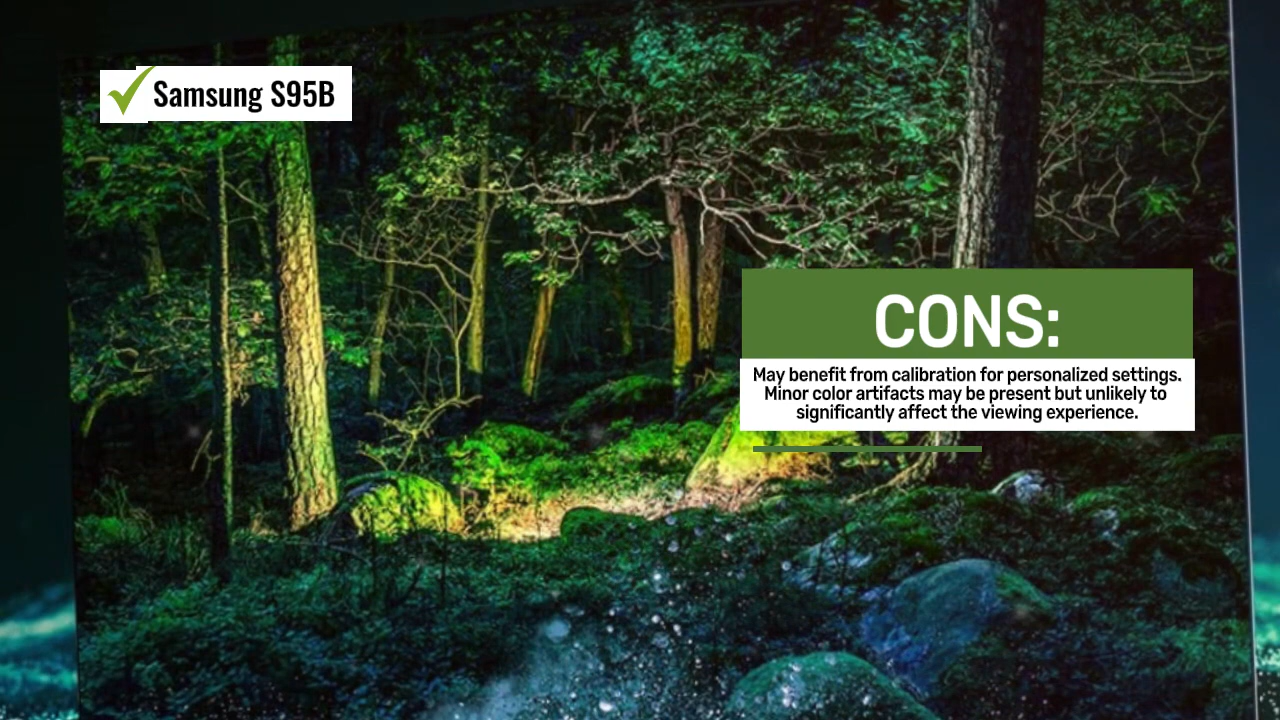 Samsung S95B
CONS:
May benefit from calibration for personalized settings.
Minor color artifacts may be present but unlikely to
significantly affect the viewing experience.